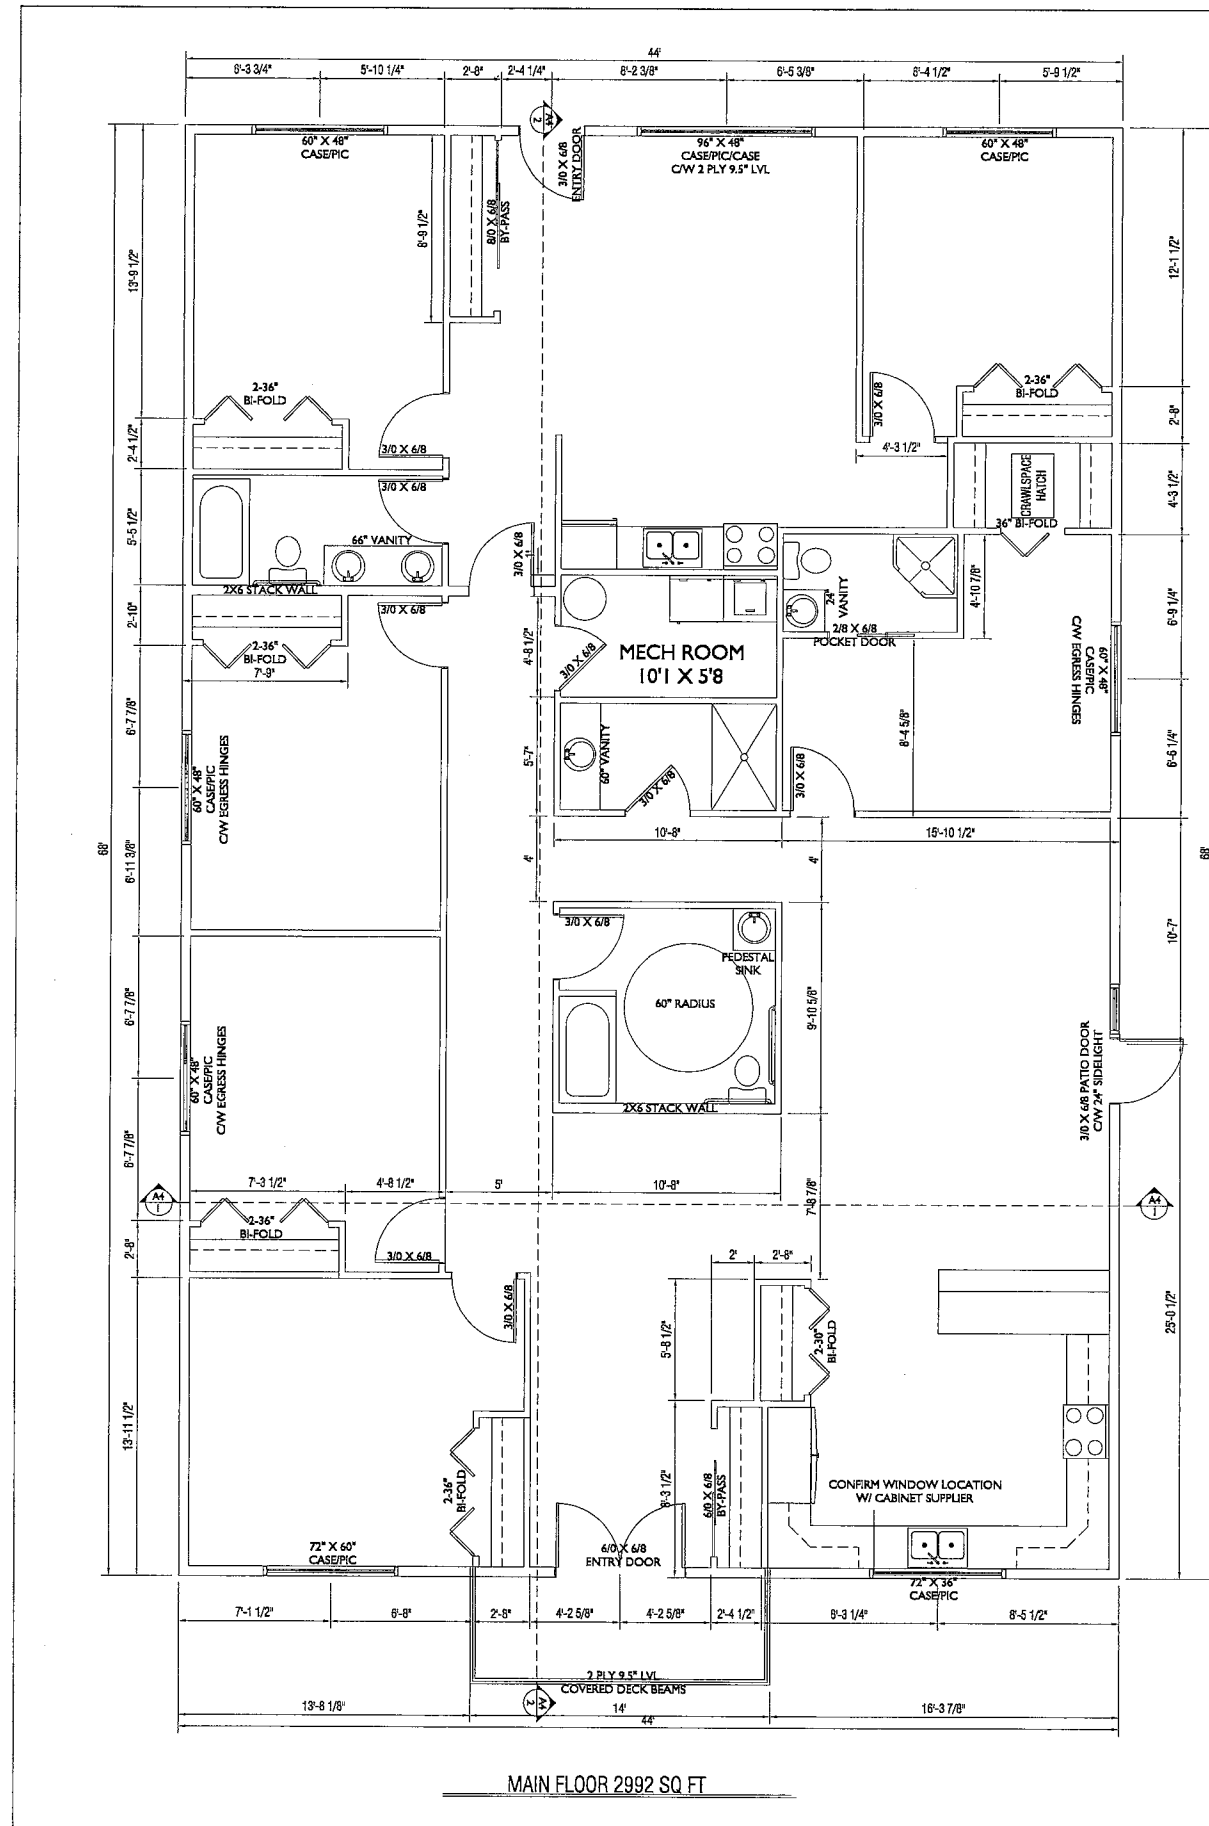 44'
6'-3 3/4"
5'-10 1/4"
2'-8"
2'-4 1/4"
8'-2 3/8"
6'-5 3/8"
6'-4 1/2"
5'-9 1/2"
A4
2
60" X 48"
CASE/PIC
3/0 X 6/8
ENTRY DOOR
96" X 48"
CASE/PIC/CASE
C/W 2 PLY 9.5" LVL
60" X 48"
CASE/PIC
8'-9 1/2"
8/0 X 6/8
BY-PASS
13'-9 1/2"
12'-1 1/2"
2-36"
BI-FOLD
3/0 X 6/8
2-36"
BI-FOLD
2'-8"
2'-4 1/2"
3/0 X 6/8
4'-3 1/2"
3/0 X 6/8
CRAWLSPACE
HATCH
4'-3 1/2"
36" BI-FOLD
5'-5 1/2"
66" VANITY
3/0 X 6/8
2X6 STACK WALL
24"
VANITY
4'-10 7/8"
6'-9 1/4"
2'-10"
3/0 X 6/8
2/8 X 6/8
POCKET DOOR
2-36"
BI-FOLD
7'-9"
4'-8 1/2"
3/0 X 6/8
MECH ROOM
10'1 X 5'8
60" X 48"
CASE/PIC
C/W EGRESS HINGES
6'-7 7/8"
8'-4 5/8"
6'-6 1/4"
60" X 48"
CASE/PIC
C/W EGRESS HINGES
5'-7"
60" VANITY
3/0 X 6/8
3/0 X 6/8
10'-8"
15'-10 1/2"
68'
68'
6'-11 3/8"
4'
4'
10'-7"
3/0 X 6/8
PEDESTAL
SINK
60" RADIUS
9'-10 5/8"
6'-7 7/8"
60" X 48"
CASE/PIC
C/W EGRESS HINGES
3/0 X 6/8 PATIO DOOR
C/W 24" SIDELIGHT
2X6 STACK WALL
6'-7 7/8"
7'-3 1/2"
4'-8 1/2"
5'
10'-8"
7'-8 7/8"
A4
1
A4
1
2-36"
BI-FOLD
3/0 X 6/8
2'-8"
2'
2'-8"
3/0 X 6/8
5'-8 1/2"
2-30"
BI-FOLD
25'-0 1/2"
13'-11 1/2"
2-36"
BI-FOLD
8'-3 1/2"
6/0 X 6/8
BY-PASS
CONFIRM WINDOW LOCATION
W/ CABINET SUPPLIER
72" X 60"
CASE/PIC
6/0 X 6/8
ENTRY DOOR
72" X 36"
CASE/PIC
7'-1 1/2"
6'-8"
2'-8"
4'-2 5/8"
4'-2 5/8"
2'-4 1/2"
8'-3 1/4"
8'-5 1/2"
2 PLY 9.5" LVL
COVERED DECK BEAMS
A4
2
13'-8 1/8"
14'
16'-3 7/8"
44'
MAIN FLOOR 2992 SQ FT